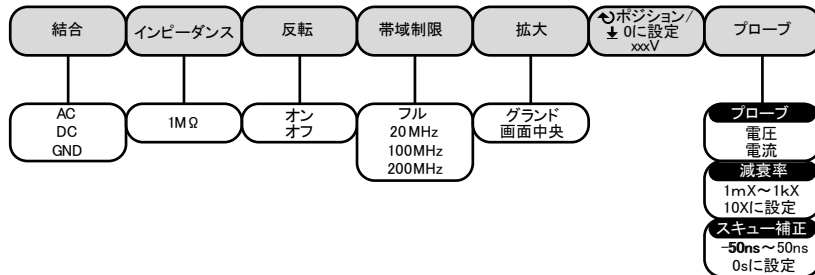 結合
インピーダンス
反転
帯域制限
拡大
ポジション/
0に設定
xxxV
プローブ
AC
DC
GND
1MΩ
オン
オフ
フル
20MHz
100MHz
200MHz
グランド
画面中央
プローブ
電圧
電流
減衰率
1mX～1kX
10Xに設定
スキュー補正
-50ns～50ns
0sに設定